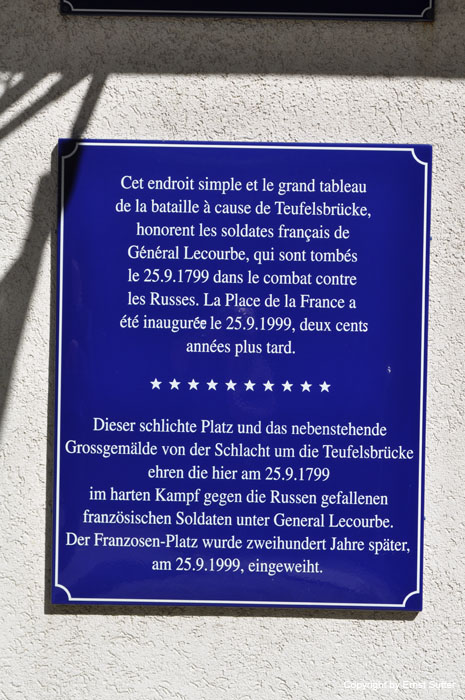 Cet endroit simple et le grand tableau
de la bataille à cause de Teufelsbrücke,
honorent les soldates français de
Général Lecourbe, qui sont tombés
le 25.9.1799 dans le combat contre
les Russes. La Place de la France a
été inaugurée le 25.9.1999, deux cents
années plus tard.
★ ★ ★ ★ ★ ★ ★ ★ ★ ★
Dieser schlichte Platz und das nebenstehende
Grossgemälde von der Schlacht um die Teufelsbrücke
ehren die hier am 25.9.1799
im harten Kampf gegen die Russen gefallenen
französischen Soldaten unter General Lecourbe.
Der Franzosen-Platz wurde zweihundert Jahre später,
am 25.9.1999, eingeweiht.
Copyright by Ernst Sutter